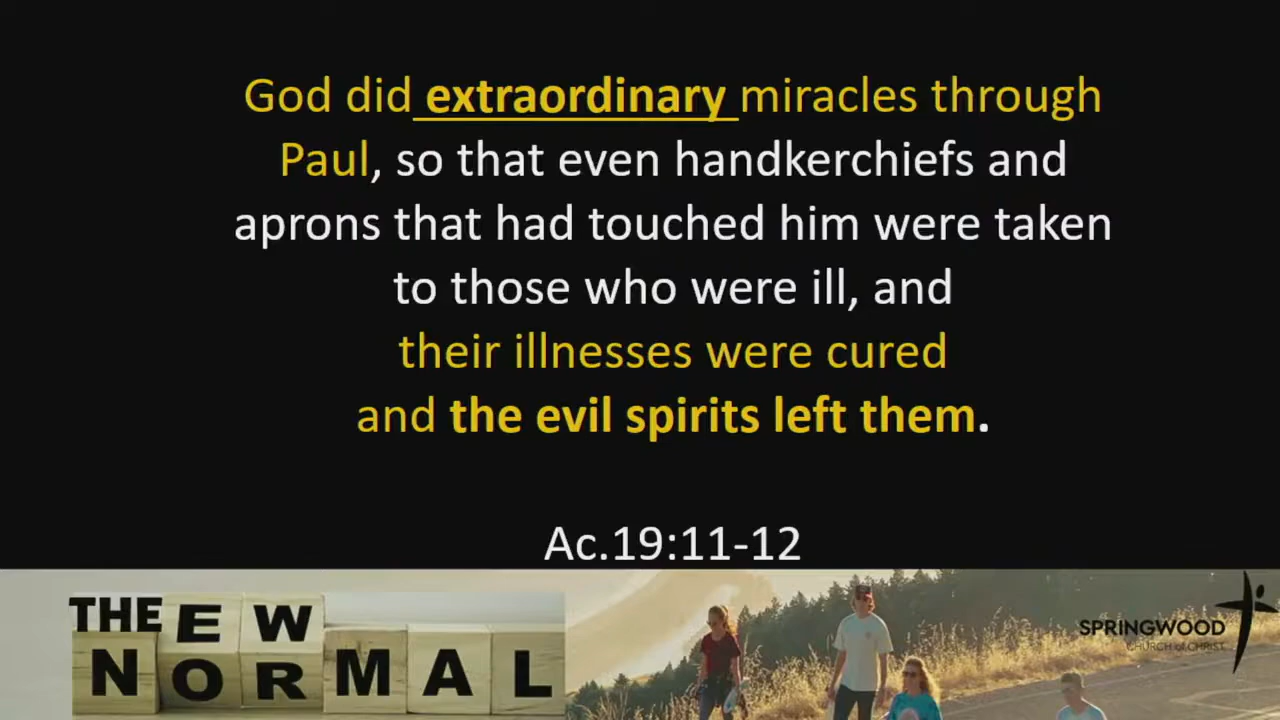 God did extraordinary miracles through
Paul, so that even handkerchiefs and
aprons that had touched him were taken
to those who were ill, and
their illnesses were cured
and the evil spirits left them.
Ac.19:11-12
THE EW
NORMAL
SPRINGWOOD
CHURCH of CHRIST